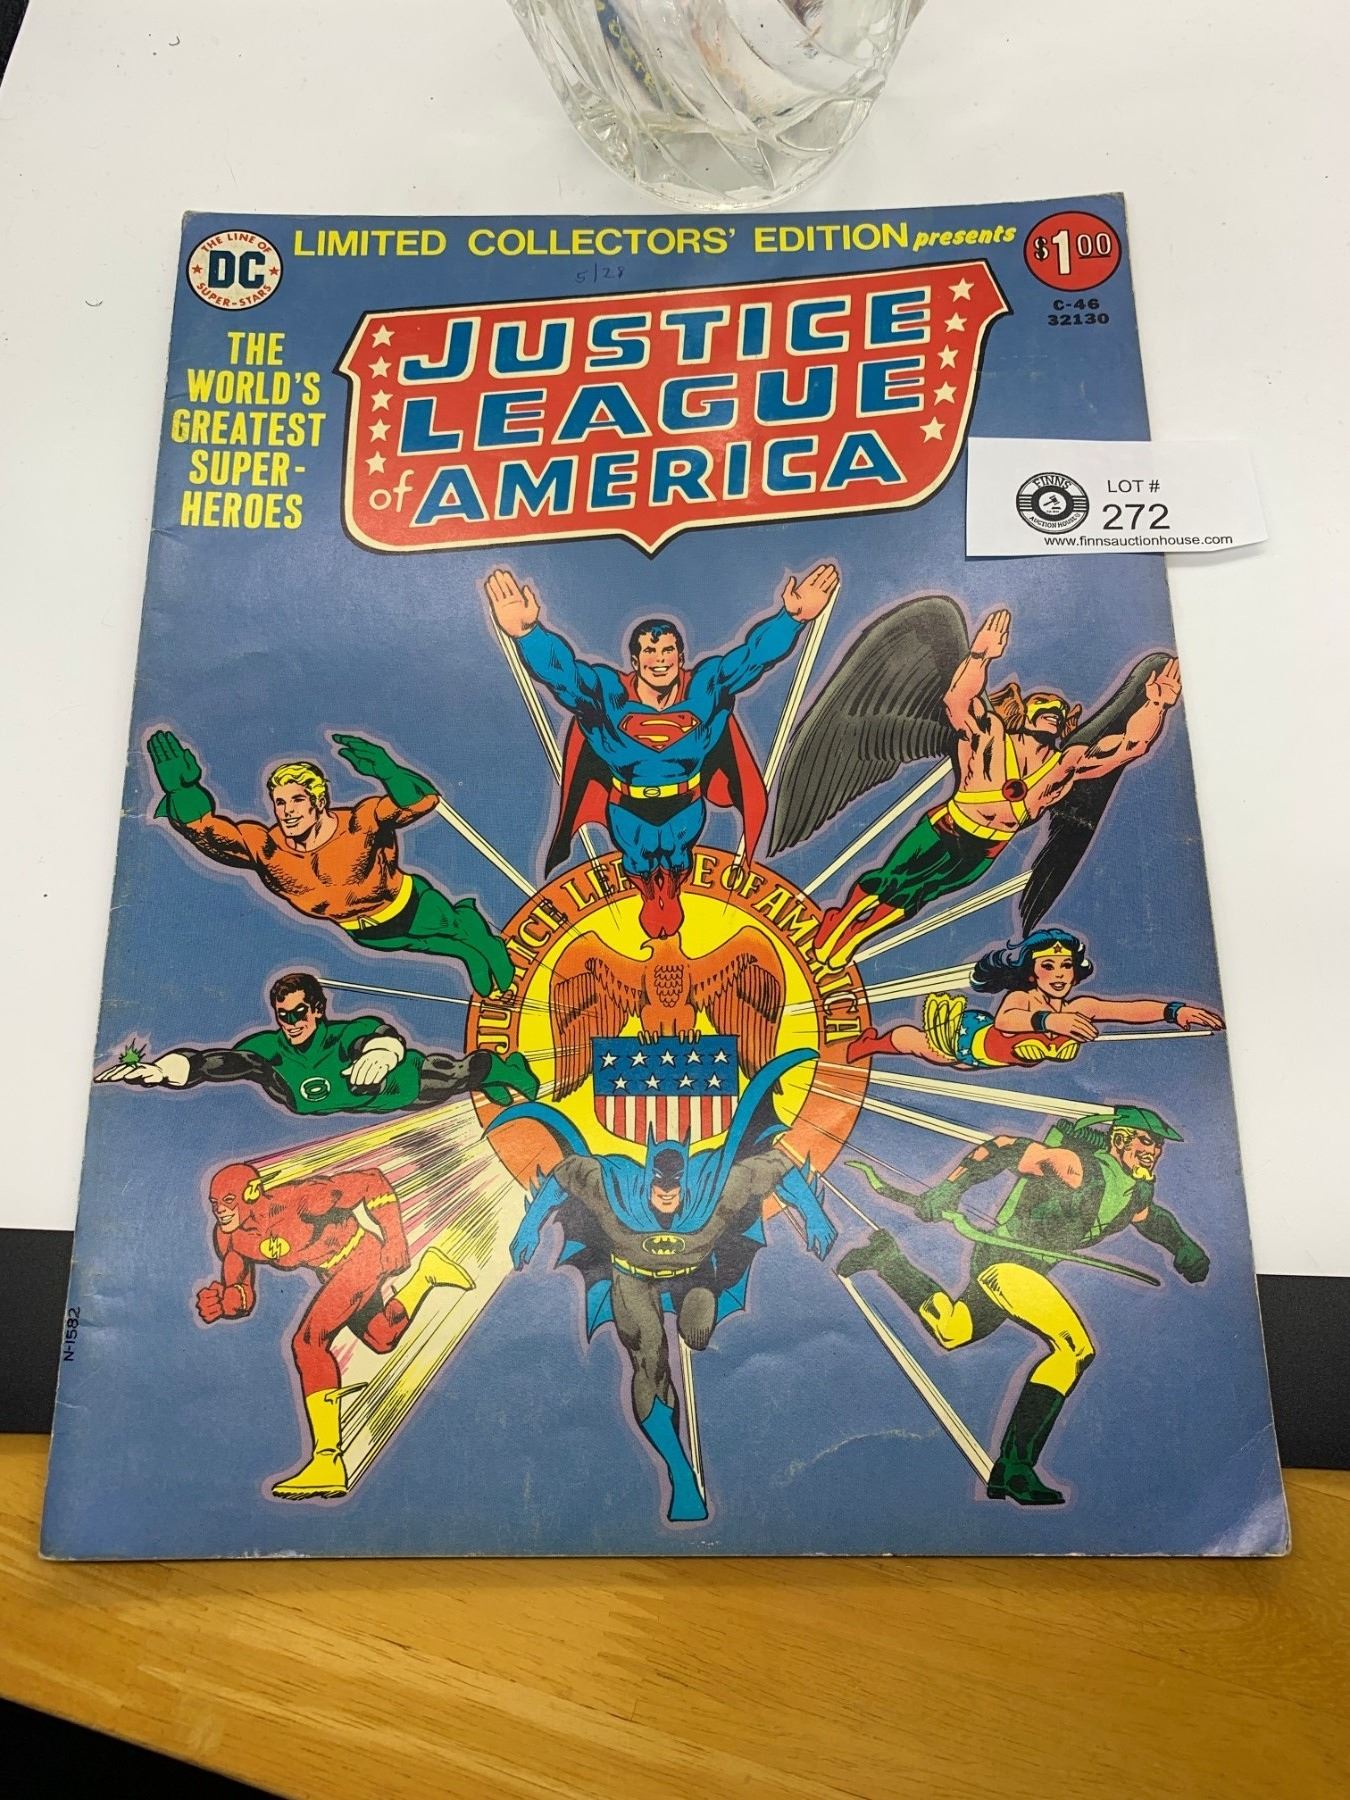 THE LINE OF
DC
SUPER-STARS
LIMITED COLLECTORS' EDITION presents
$1.00
C-46
32130
5/28
THE
WORLD'S
GREATEST
SUPER-
HEROES
JUSTICE
LEAGUE
of AMERICA
FINNS
AUCTION HOUSE
LOT #
272
www.finnsauctionhouse.com
JUSTICE LEA E OF AMERICA
N-1582